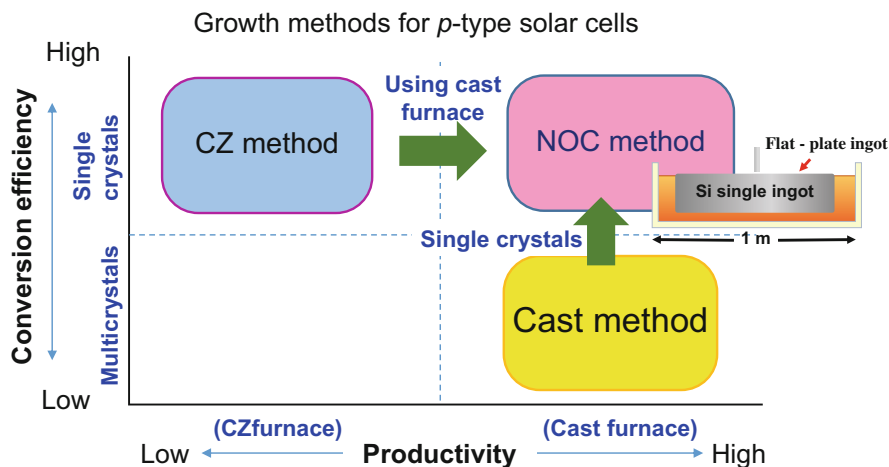 Growth methods for p-type solar cells
High
Conversion efficiency
Single
crystals
Multicrystals
Low
CZ method
Using cast
furnace
NOC method
Flat - plate ingot
Si single ingot
1 m
Single crystals
Cast method
(CZfurnace)
(Cast furnace)
Low
Productivity
High